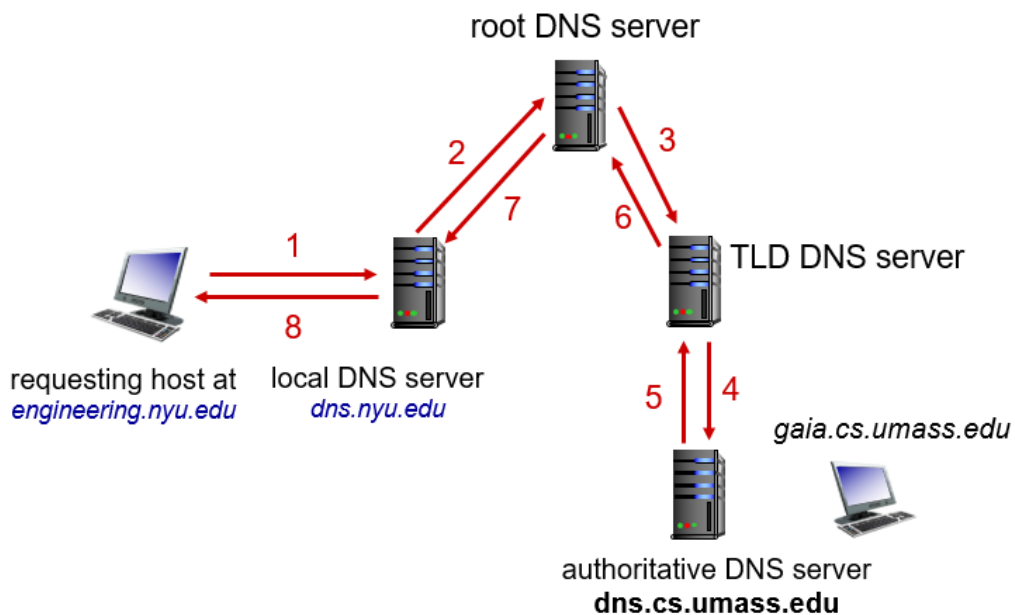 root DNS server
2
3
7
6
1
TLD DNS server
8
requesting host at
engineering.nyu.edu
local DNS server
dns.nyu.edu
5
4
gaia.cs.umass.edu
authoritative DNS server
dns.cs.umass.edu